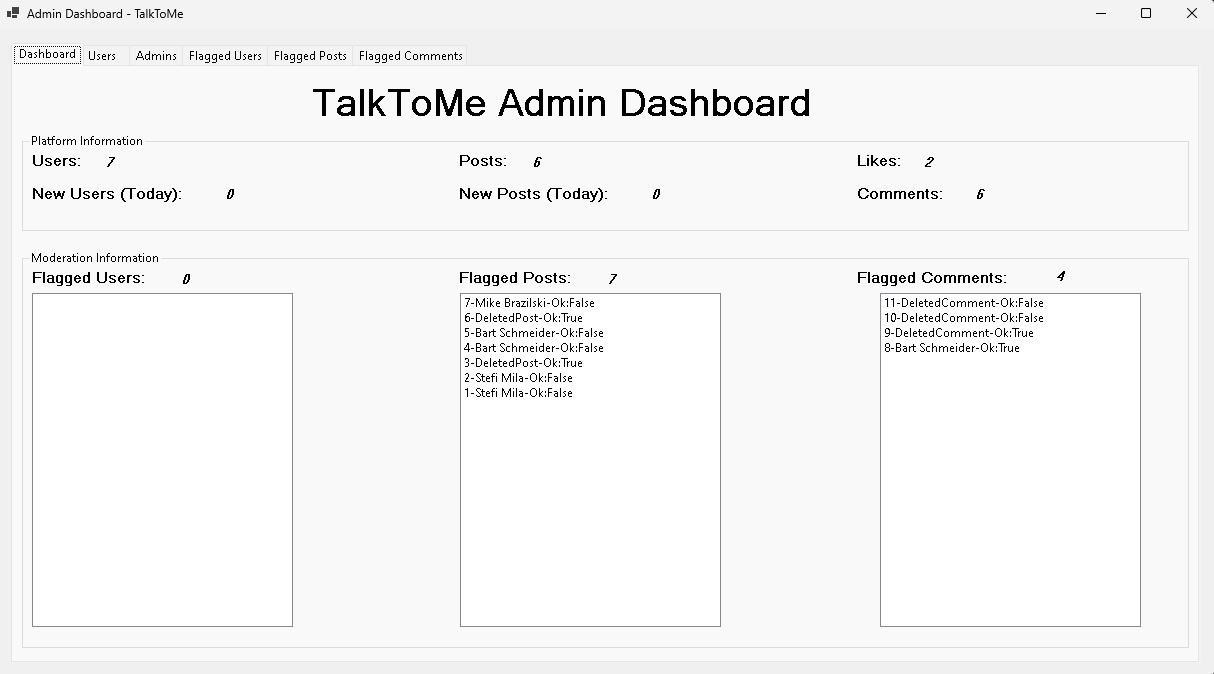 Admin Dashboard - TalkToMe
Dashboard Users Admins Flagged Users Flagged Posts Flagged Comments
TalkToMe Admin Dashboard
Platform Information
Users: 7 Posts: 6 Likes: 2
New Users (Today): 0 New Posts (Today): 0 Comments: 6
Moderation Information
Flagged Users: 0
Flagged Posts: 7
7-Mike Brazilski-Ok:False
6-DeletedPost-Ok:True
5-Bart Schmeider-Ok:False
4-Bart Schmeider-Ok:False
3-DeletedPost-Ok:True
2-Stefi Mila-Ok:False
1-Stefi Mila-Ok:False
Flagged Comments: 4
11-DeletedComment-Ok:False
10-DeletedComment-Ok:False
9-DeletedComment-Ok:True
8-Bart Schmeider-Ok:True